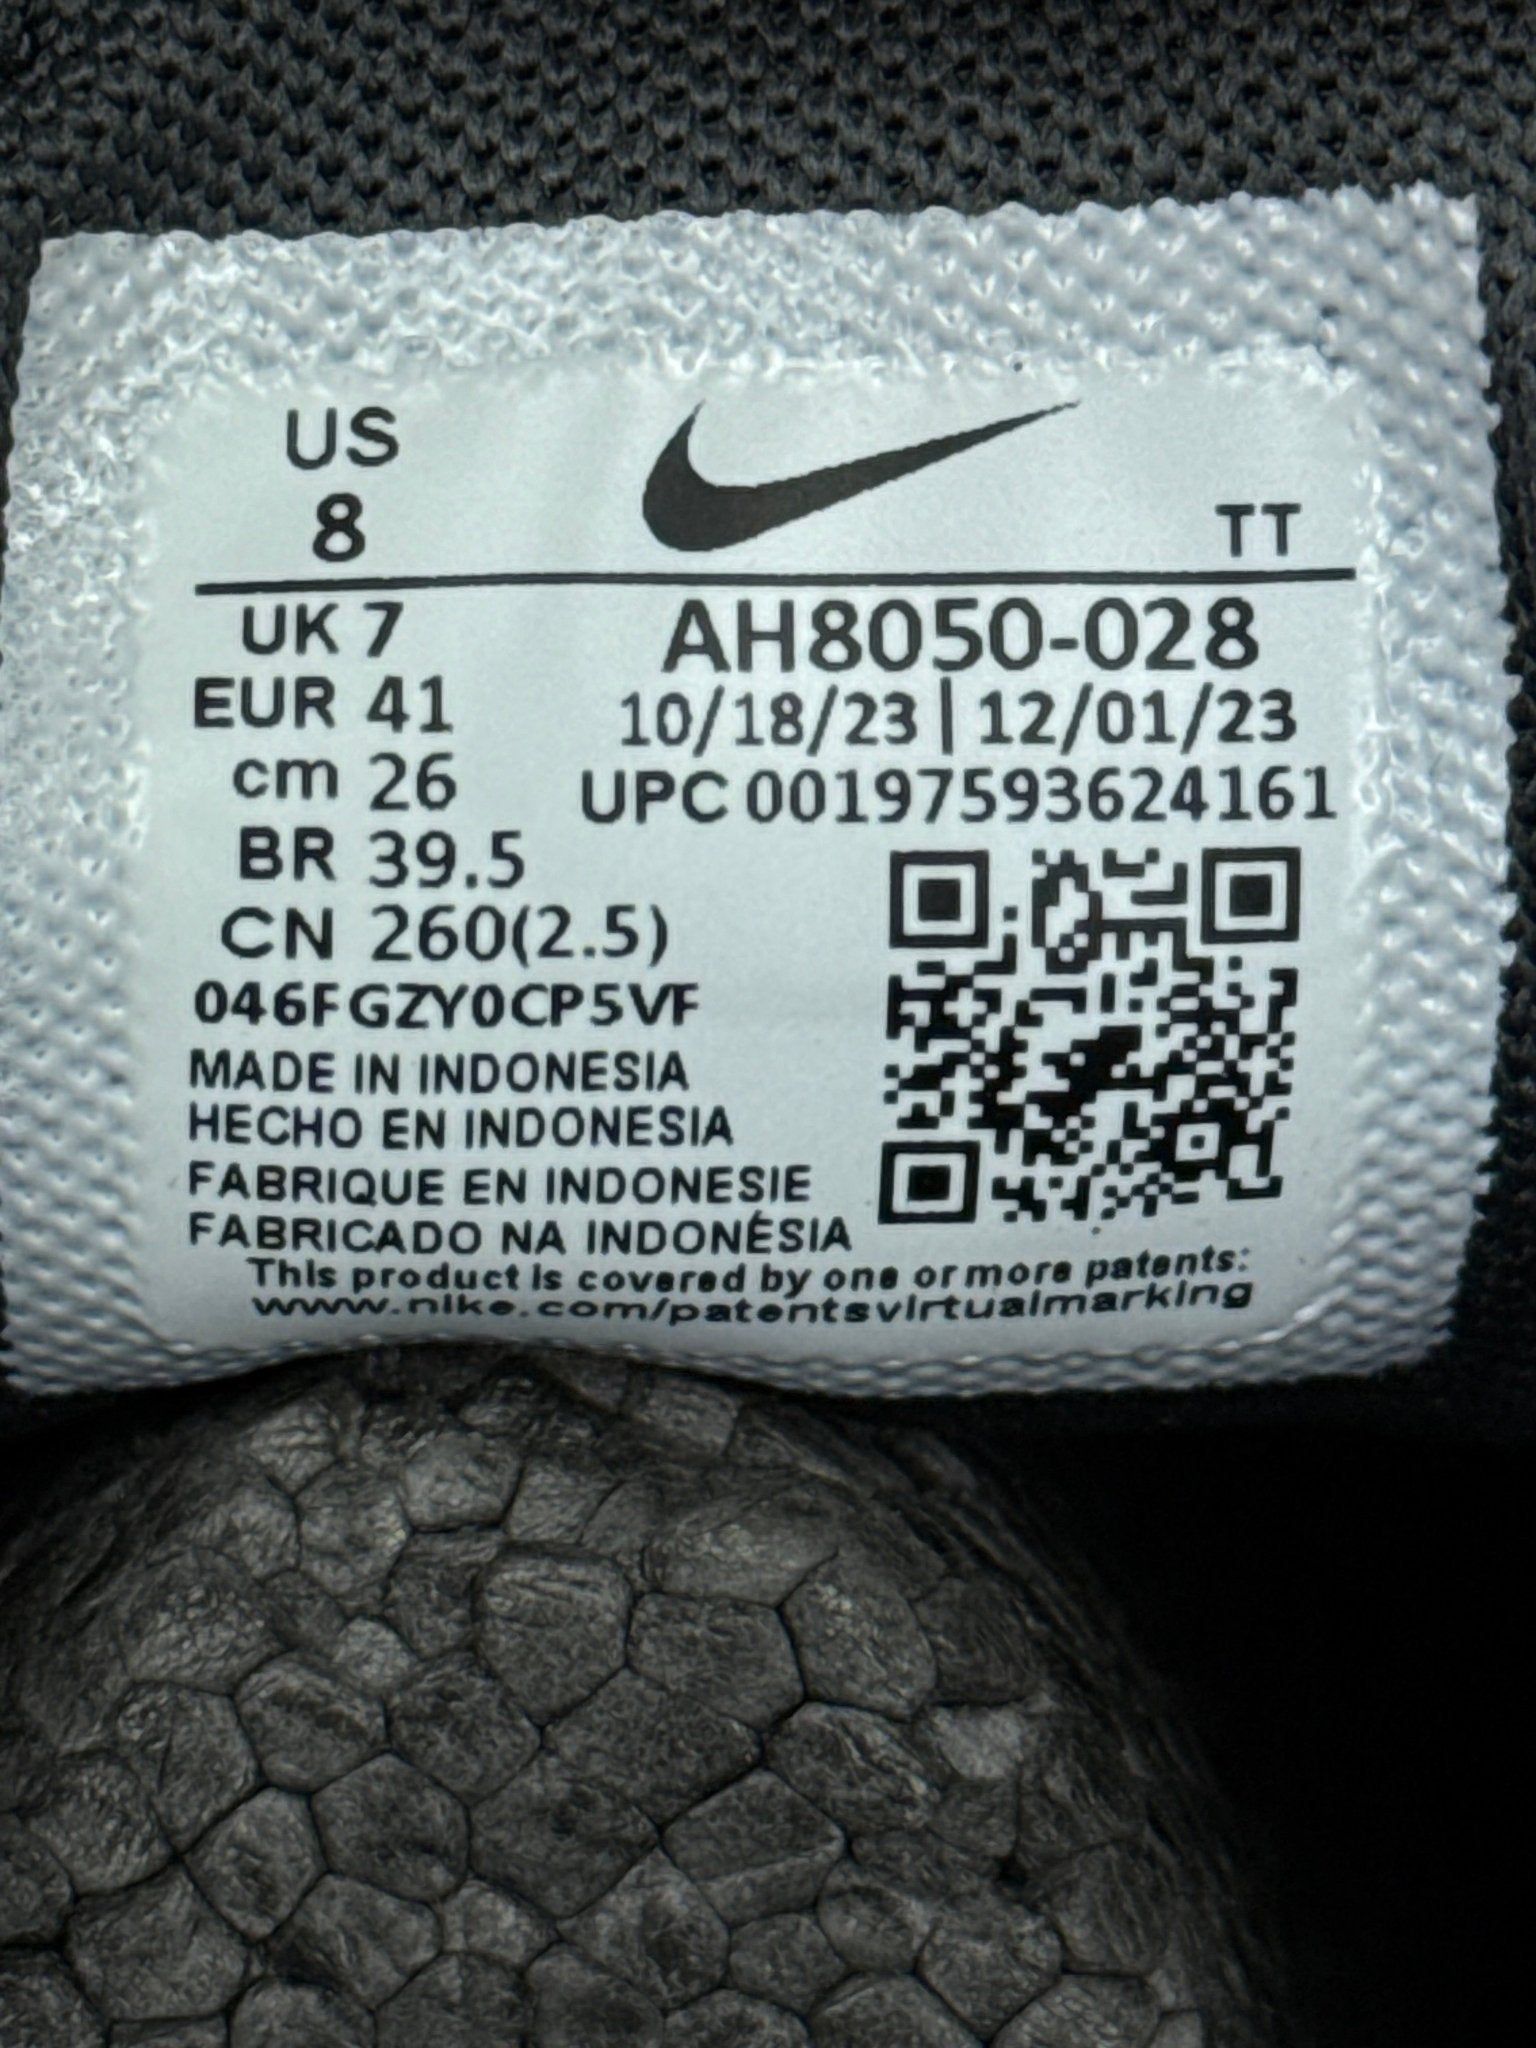 US
8
TT
UK 7
EUR 41
cm 26
BR 39.5
CN 260(2.5)
AH8050-028
10/18/23 | 12/01/23
UPC 00197593624161
046FGZY0CP5VF
MADE IN INDONESIA
HECHO EN INDONESIA
FABRIQUE EN INDONESIE
FABRICADO NA INDONÉSIA
This product is covered by one or more patents:
www.nike.com/patentsvirtualmarking